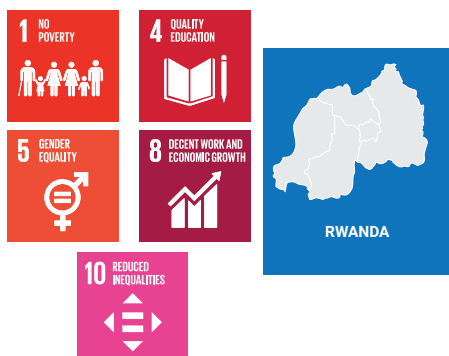 1 NO
POVERTY
4 QUALITY
EDUCATION
5 GENDER
EQUALITY
8 DECENT WORK AND
ECONOMIC GROWTH
10 REDUCED
INEQUALITIES
RWANDA